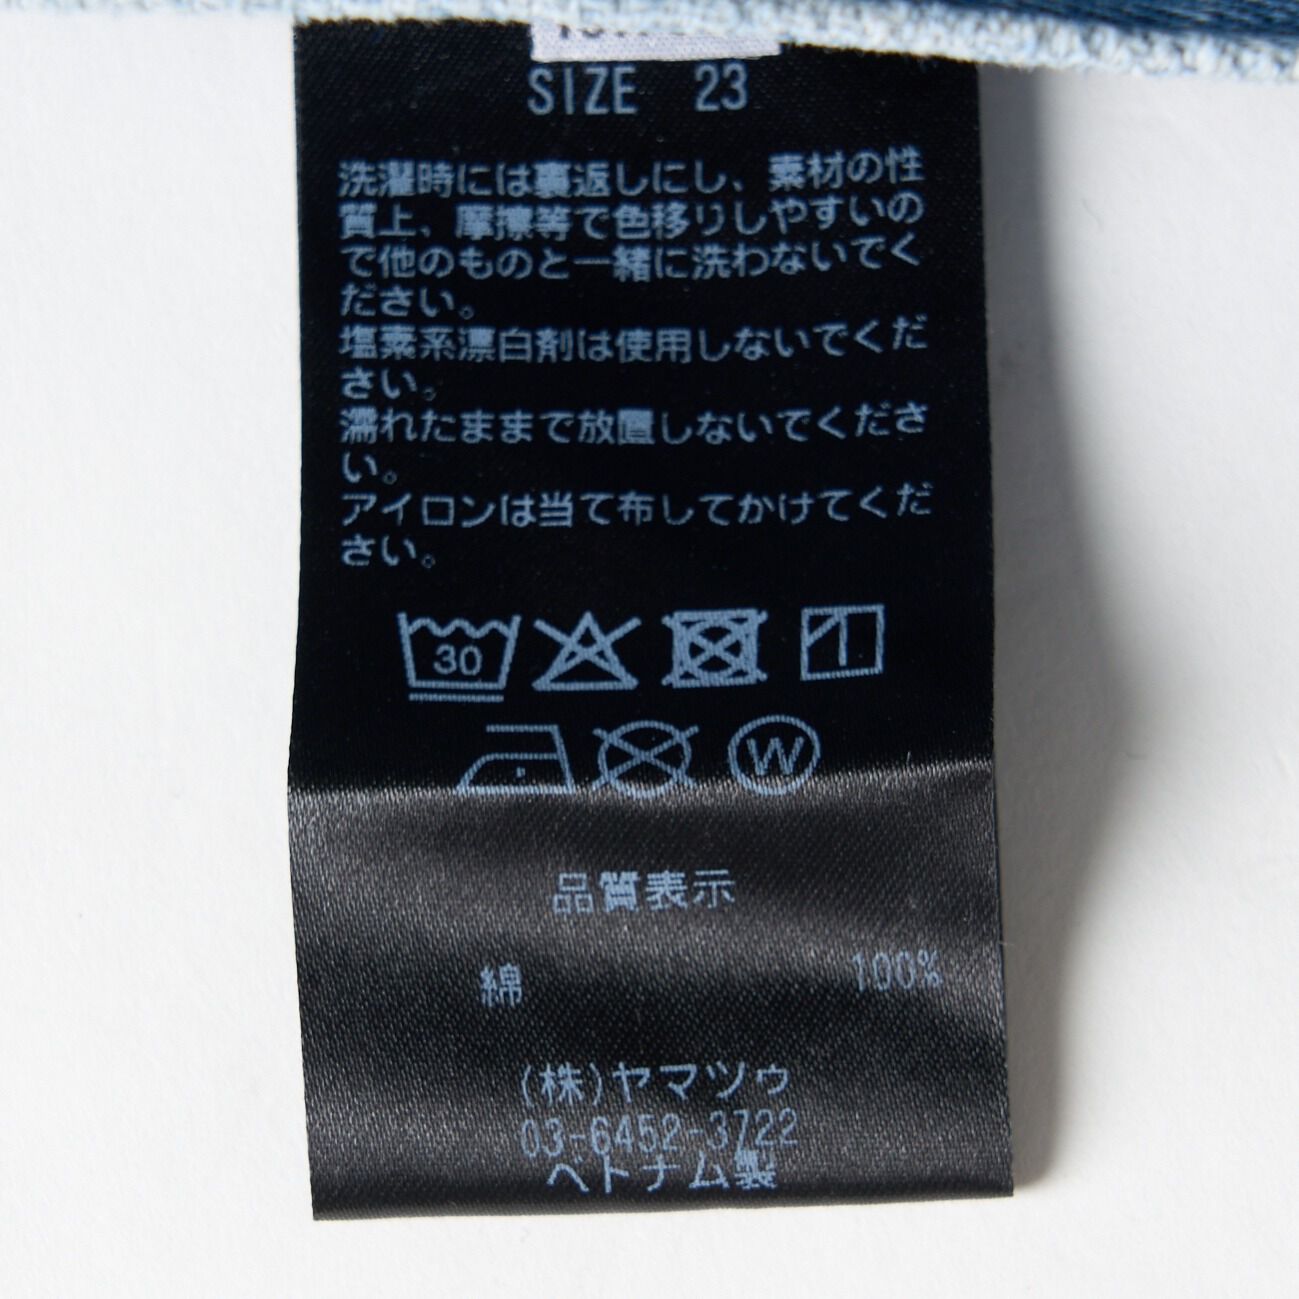 SIZE 23
洗濯時には裏返しにし、素材の性
質上、摩擦等で色移りしやすいの
で他のものと一緒に洗わないでく
ださい。
塩素系漂白剤は使用しないでくだ
さい。
濡れたままで放置しないでくださ
い。
アイロンは当て布してかけてくだ
さい。
30
W
品質表示
綿 100%
(株)ヤマツゥ
03-6452-3722
ベトナム製